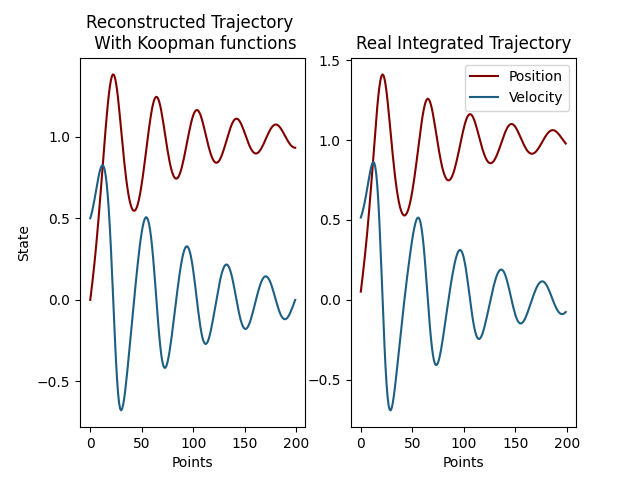 Reconstructed Trajectory
With Koopman functions
State
1.0
0.5
0.0
−0.5
0 50 100 150 200
Points
Real Integrated Trajectory
Position
Velocity
1.5
1.0
0.5
0.0
−0.5
0 50 100 150 200
Points